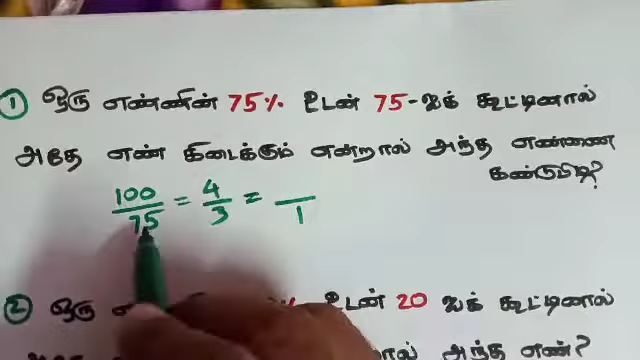 ① ஒரு எண்ணின் 75% உடன் 75-ஐக் கூட்டினால்
அதே எண் கிடைக்கும் என்றால் அந்த எண்ணை
கண்டுபிடி?
100/75 = 4/3 = /1
② ஒரு % உடன் 20 ஐக் கூட்டினால்
அந்த எண்?